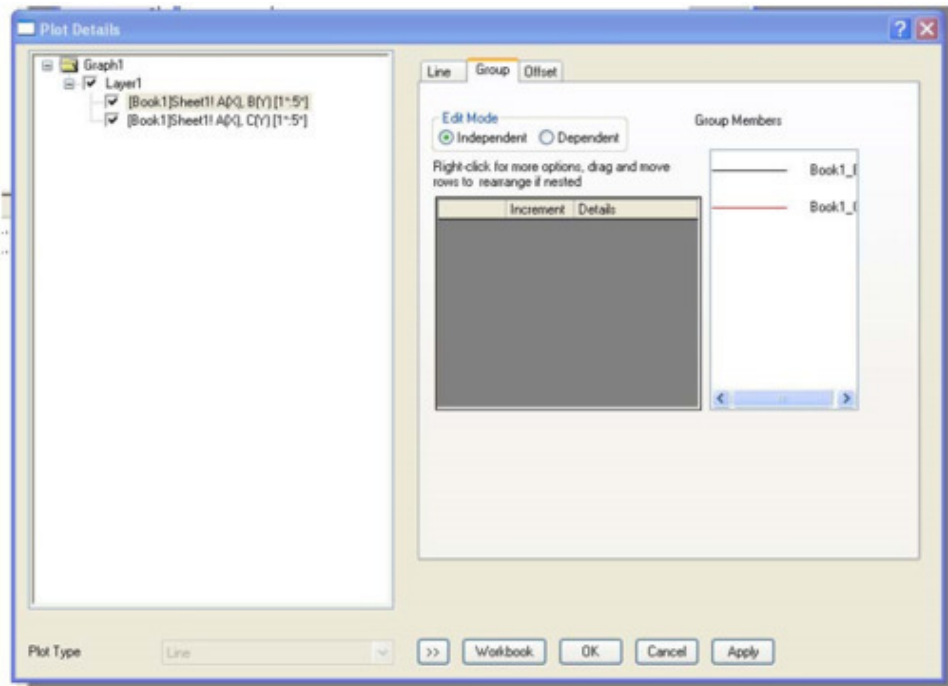 Plot Details
Graph1
Layer1
[Book1]Sheet1! A(X), B(Y) [1*:5*]
[Book1]Sheet1! A(X), C(Y) [1*:5*]
Line Group Offset
Edit Mode
Independent Dependent
Group Members
Right-click for more options, drag and move
rows to rearrange if nested
Increment Details
Book1_
Book1_
Plot Type
Line
>> Workbook OK Cancel Apply